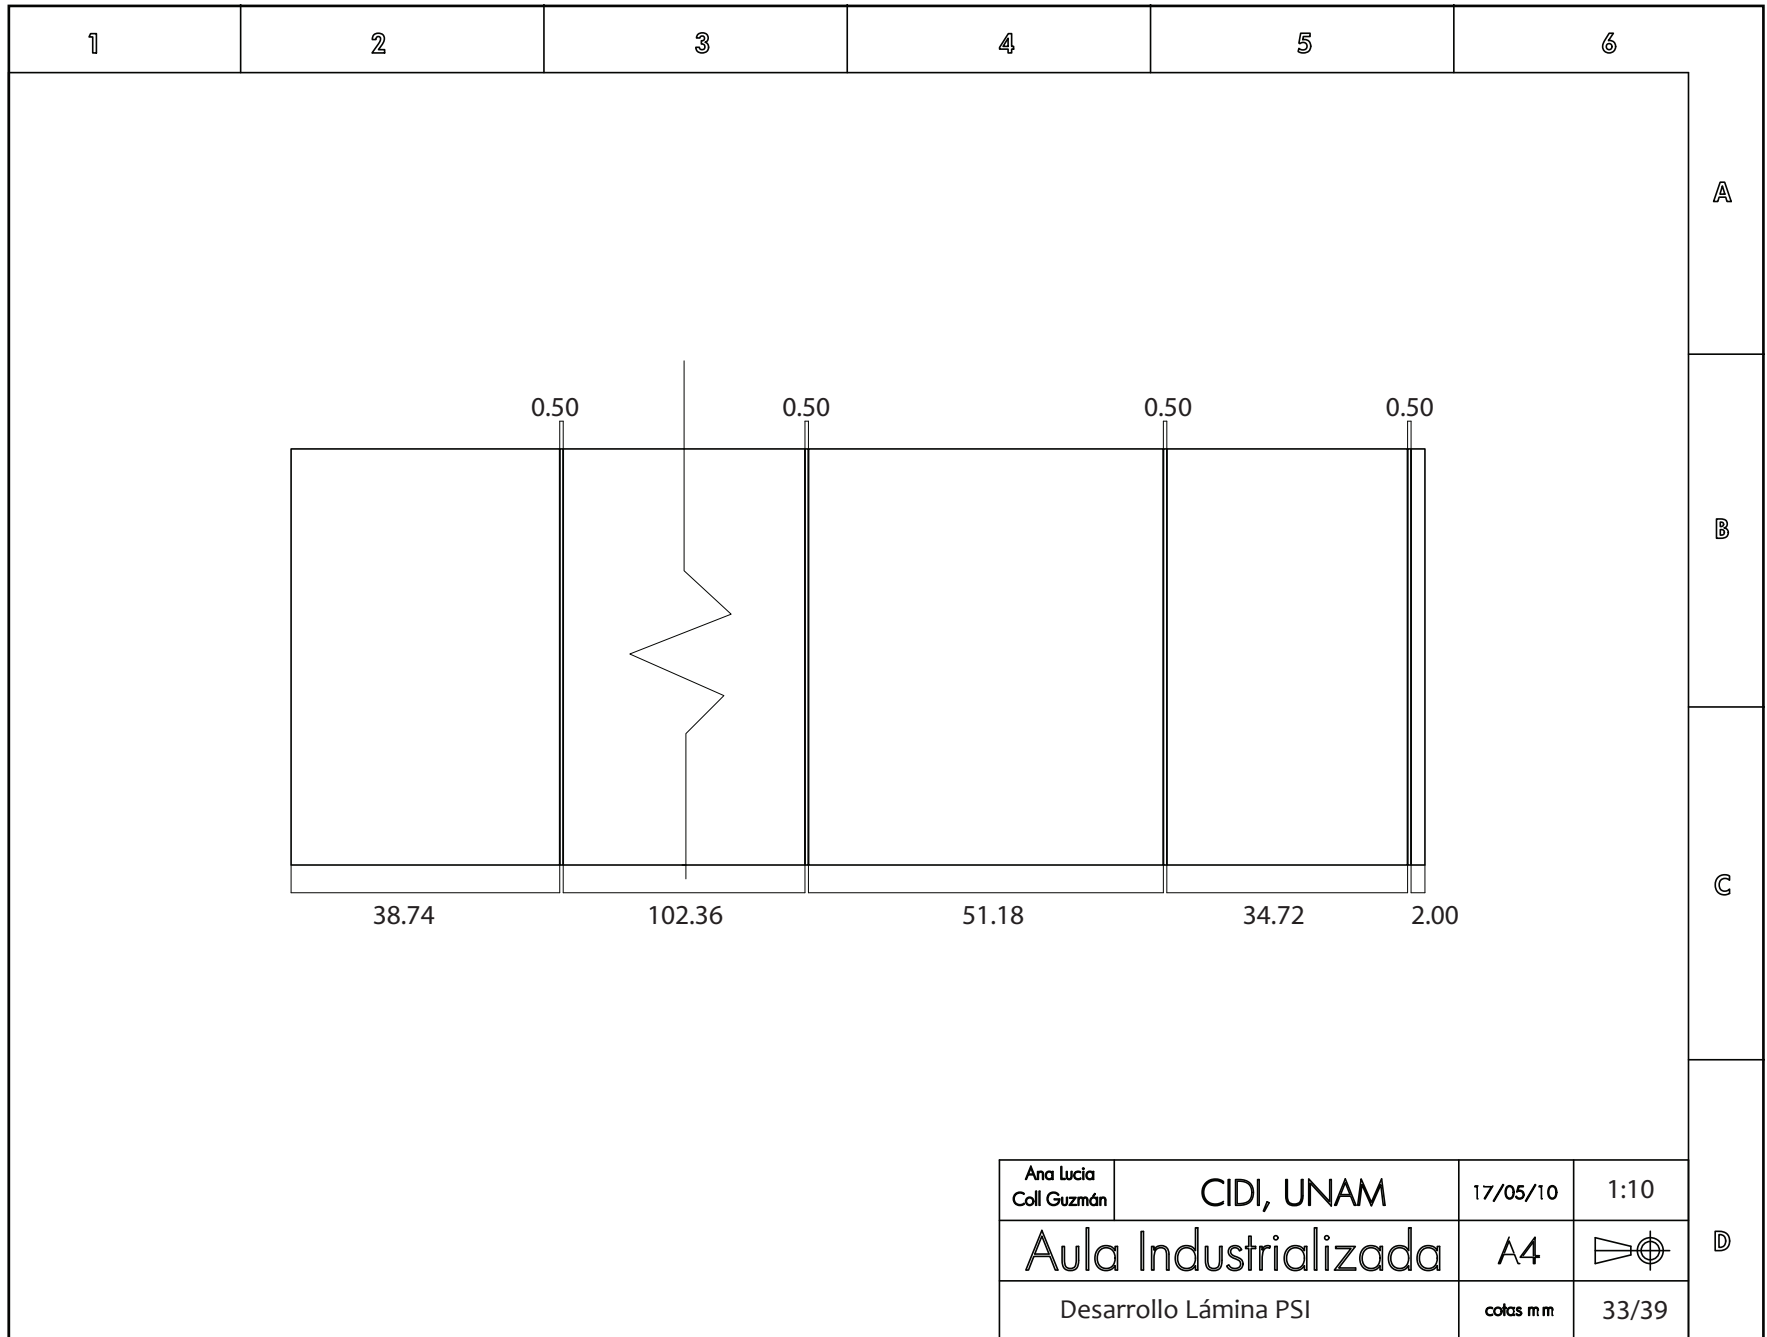 1 2 3 4 5 6
A
0.50 0.50 0.50 0.50
B
C
38.74 102.36 51.18 34.72 2.00
Ana Lucia
Coll Guzmán
CIDI, UNAM
17/05/10
1:10
Aula Industrializada
A4
D
Desarrollo Lámina PSI
cotas mm
33/39